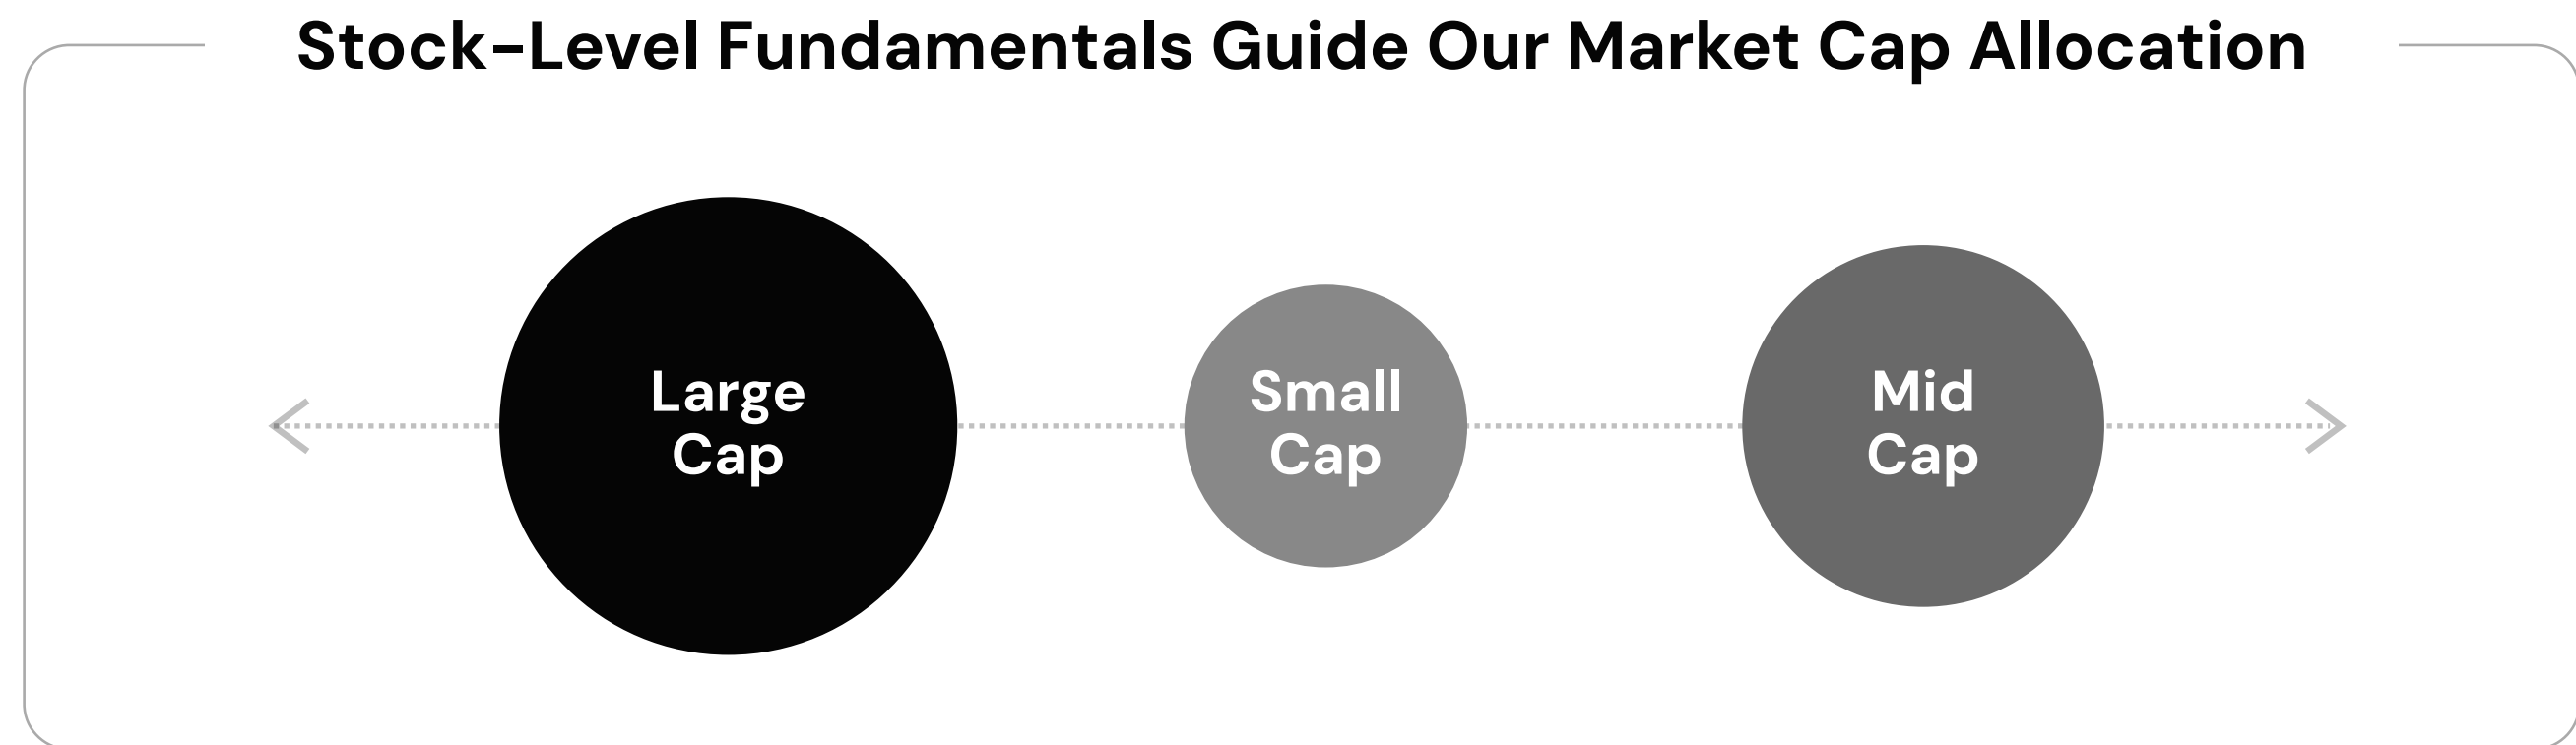 Stock-Level Fundamentals Guide Our Market Cap Allocation
Large
Cap
Small
Cap
Mid
Cap